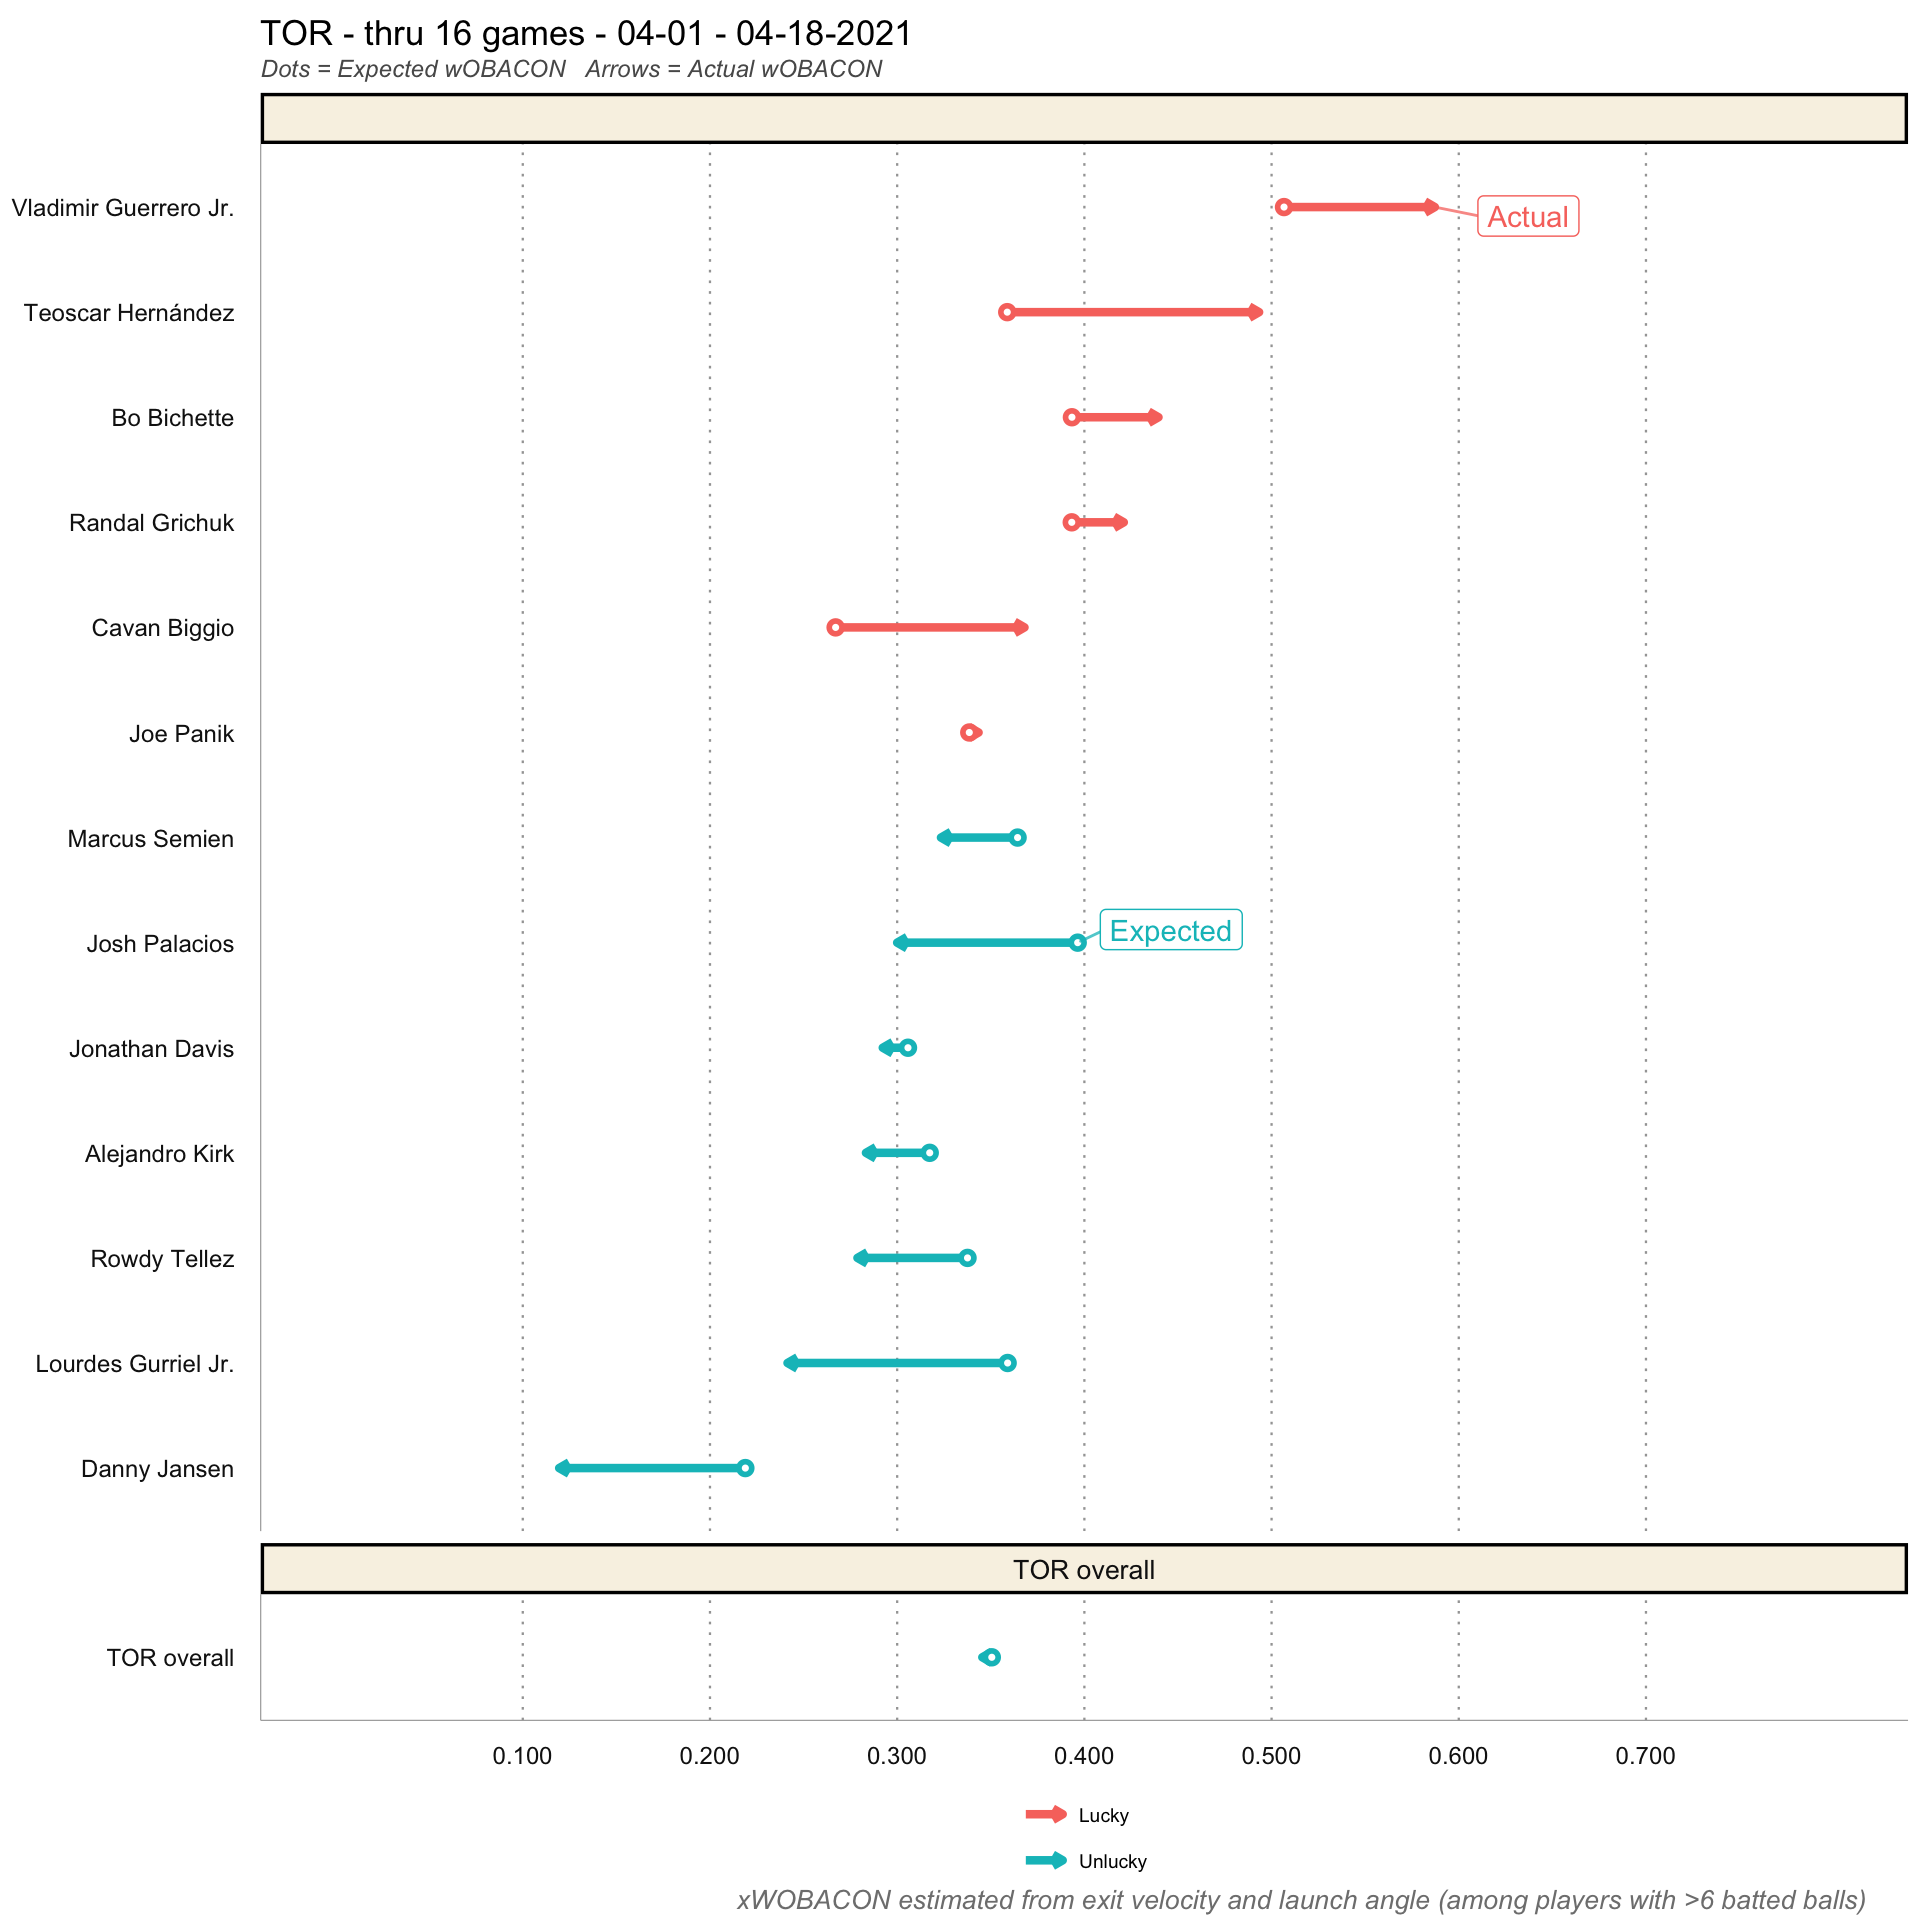 TOR - thru 16 games - 04-01 - 04-18-2021
Dots = Expected wOBACON   Arrows = Actual wOBACON
Vladimir Guerrero Jr.
Actual
Teoscar Hernández
Bo Bichette
Randal Grichuk
Cavan Biggio
Joe Panik
Marcus Semien
Josh Palacios
Expected
Jonathan Davis
Alejandro Kirk
Rowdy Tellez
Lourdes Gurriel Jr.
Danny Jansen
TOR overall
TOR overall
0.100 0.200 0.300 0.400 0.500 0.600 0.700
Lucky
Unlucky
xWOBACON estimated from exit velocity and launch angle (among players with >6 batted balls)